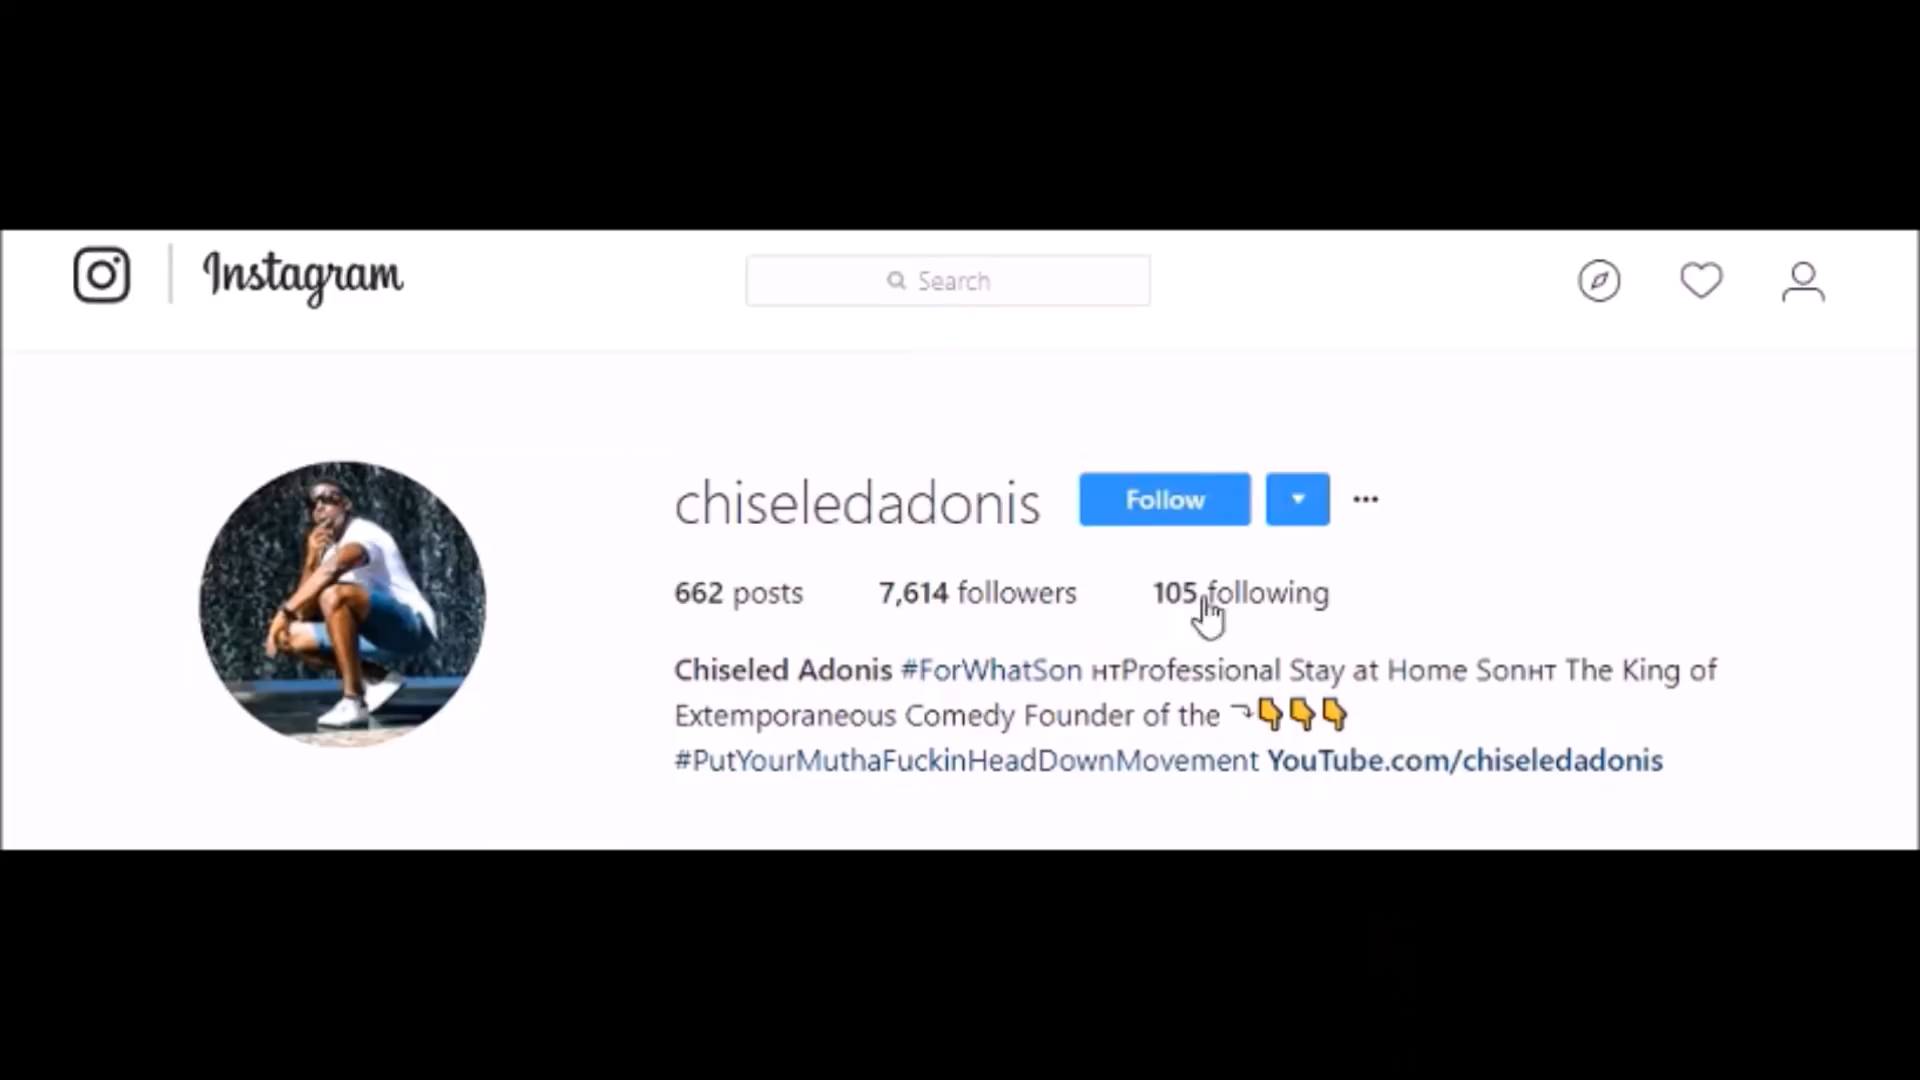 Instagram
Search
chiseledadonis Follow
662 posts 7,614 followers 105 following
Chiseled Adonis #ForWhatSon нтProfessional Stay at Home Sonнт The King of
Extemporaneous Comedy Founder of the ¬👇👇👇
#PutYourMuthaFuckinHeadDownMovement YouTube.com/chiseledadonis